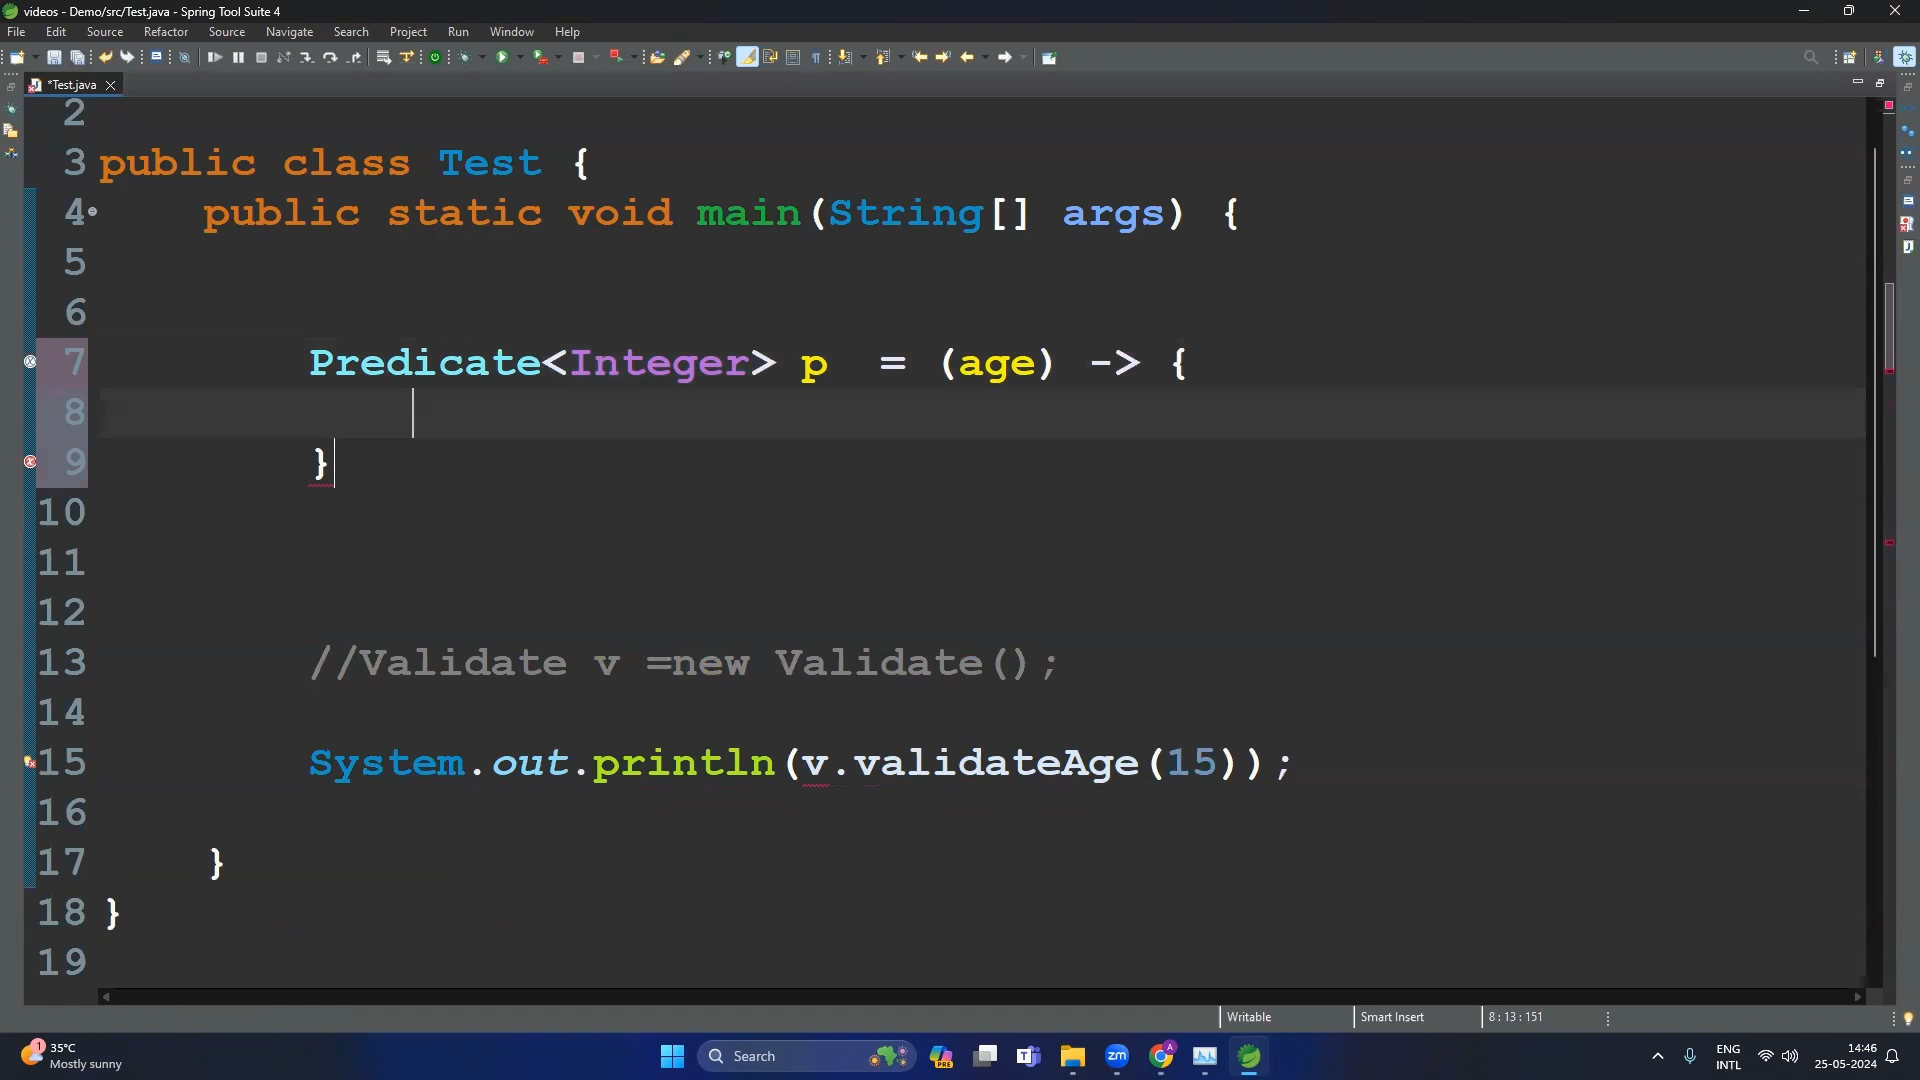 videos - Demo/src/Test.java - Spring Tool Suite 4
File Edit Source Refactor Source Navigate Search Project Run Window Help
*Test.java
2
3 public class Test {
4 public static void main(String[] args) {
5
6
7 Predicate<Integer> p = (age) -> {
8
9 }
10
11
12
13 //Validate v =new Validate();
14
15 System.out.println(v.validateAge(15));
16
17 }
18 }
19
Writable Smart Insert 8 : 13 : 151
1 35°C
Mostly sunny
Search
PRE
zm
A
ENG
INTL
14:46
25-05-2024